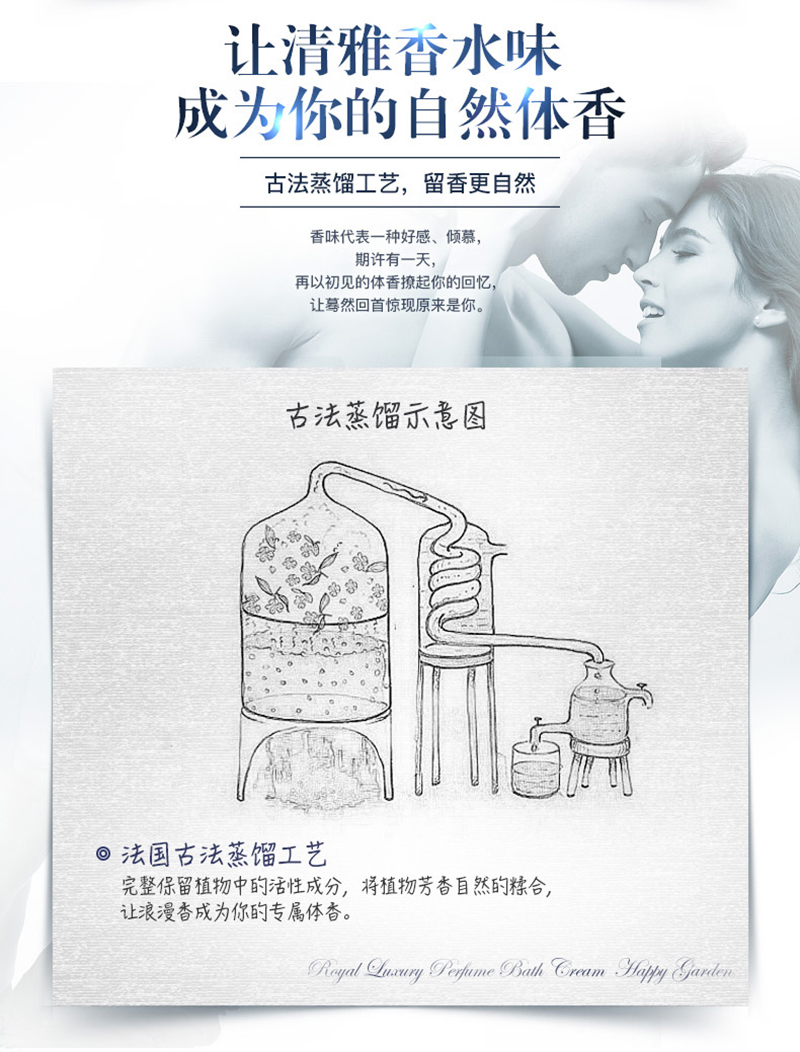 让清雅香水味
成为你的自然体香
古法蒸馏工艺，留香更自然
香味代表一种好感、倾慕，
期许有一天，
再以初见的体香撩起你的回忆，
让蓦然回首惊现原来是你。
古法蒸馏示意图
法国古法蒸馏工艺
完整保留植物中的活性成分，将植物芳香自然的糅合，
让浪漫香成为你的专属体香。
Royal Luxury Perfume Bath Cream Happy Garden